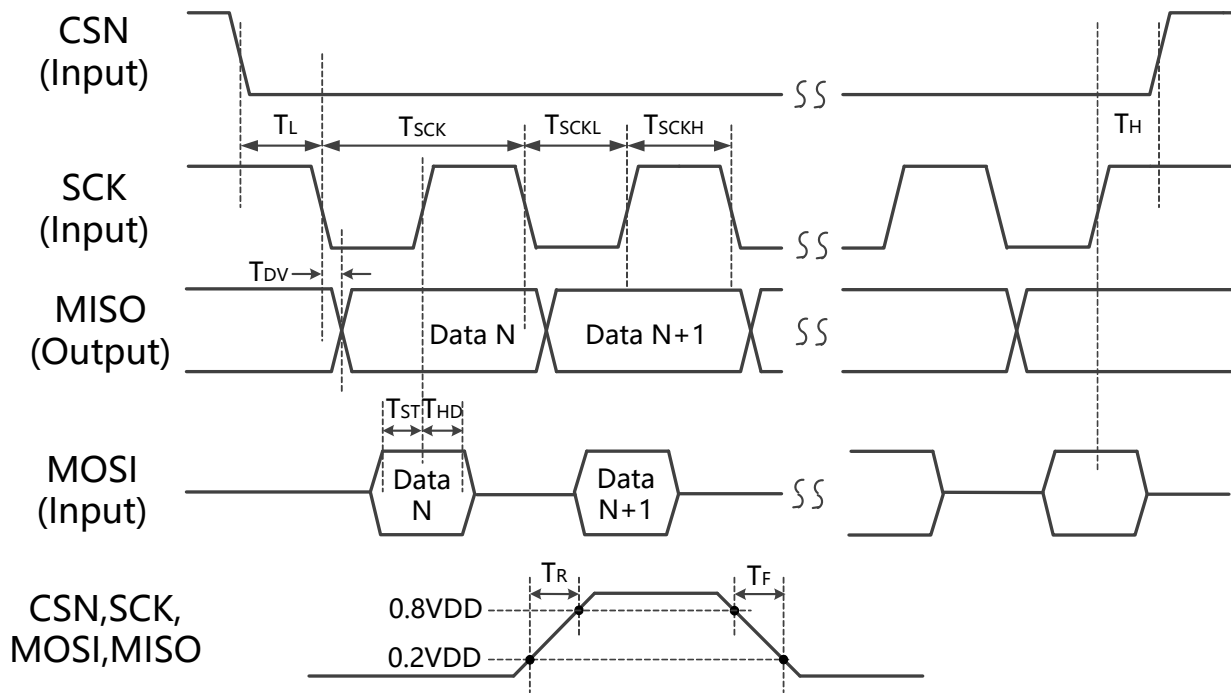 CSN
(Input)
TL
TSCK
TSCKL
TSCKH
TH
SCK
(Input)
TDV
MISO
(Output)
Data N
Data N+1
TST
THD
MOSI
(Input)
Data
N
Data
N+1
TR
TF
CSN,SCK,
MOSI,MISO
0.8VDD
0.2VDD